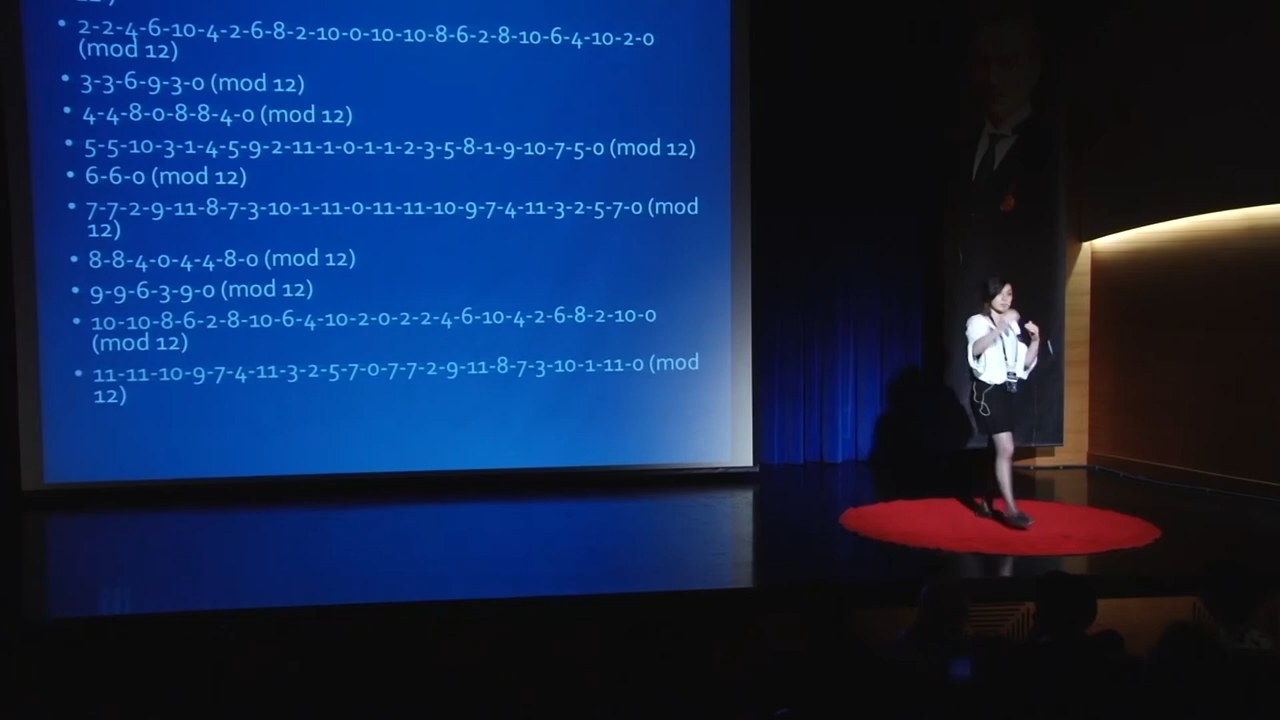 • 2-2-4-6-10-4-2-6-8-2-10-0-10-10-8-6-2-8-10-6-4-10-2-0
(mod 12)
• 3-3-6-9-3-0 (mod 12)
• 4-4-8-0-8-8-4-0 (mod 12)
• 5-5-10-3-1-4-5-9-2-11-1-0-1-1-2-3-5-8-1-9-10-7-5-0 (mod 12)
• 6-6-0 (mod 12)
• 7-7-2-9-11-8-7-3-10-1-11-0-11-11-10-9-7-4-11-3-2-5-7-0 (mod
12)
• 8-8-4-0-4-4-8-0 (mod 12)
• 9-9-6-3-9-0 (mod 12)
• 10-10-8-6-2-8-10-6-4-10-2-0-2-2-4-6-10-4-2-6-8-2-10-0
(mod 12)
• 11-11-10-9-7-4-11-3-2-5-7-0-7-7-2-9-11-8-7-3-10-1-11-0 (mod
12)